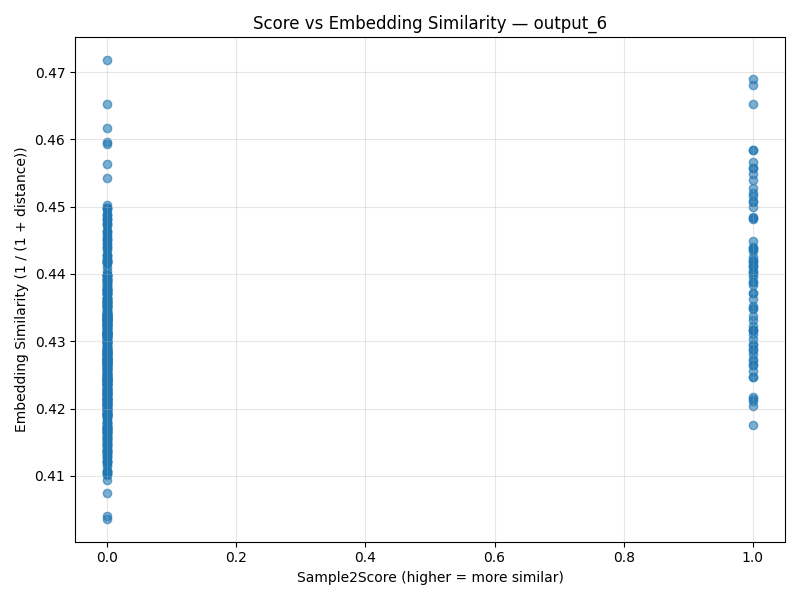 Score vs Embedding Similarity — output_6
Embedding Similarity (1 / (1 + distance))
0.47
0.46
0.45
0.44
0.43
0.42
0.41
0.0 0.2 0.4 0.6 0.8 1.0
Sample2Score (higher = more similar)